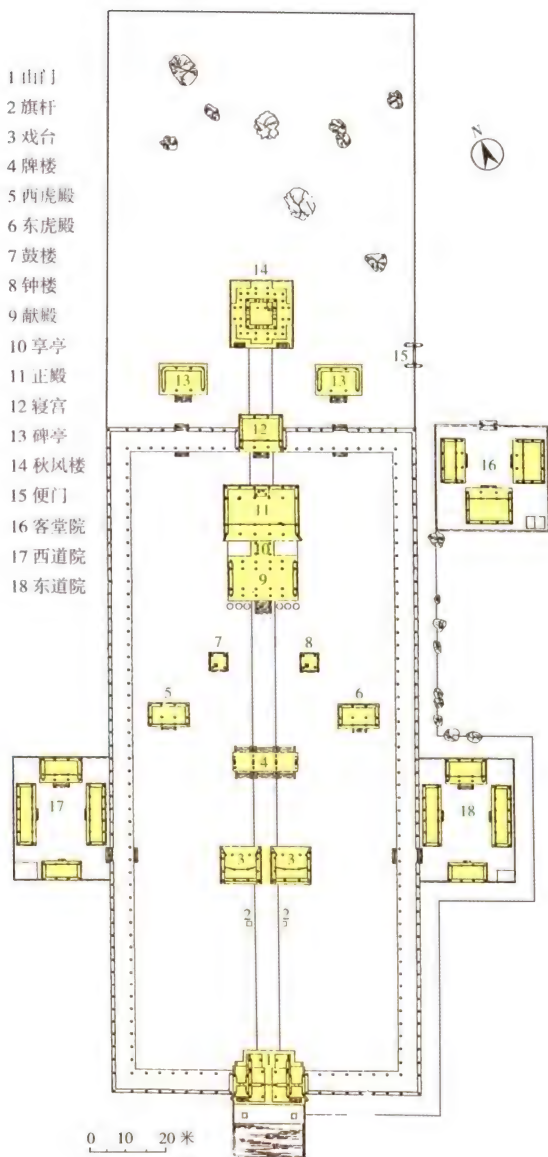 1 山门
2 旗杆
3 戏台
4 牌楼
5 西虎殿
6 东虎殿
7 鼓楼
8 钟楼
9 献殿
10 享亭
11 正殿
12 寝宫
13 碑亭
14 秋风楼
15 便门
16 客堂院
17 西道院
18 东道院
N
14
13
13
15
12
16
11
10
9
7
8
5
6
4
17
18
3
3
2
2
1
0 10 20 米